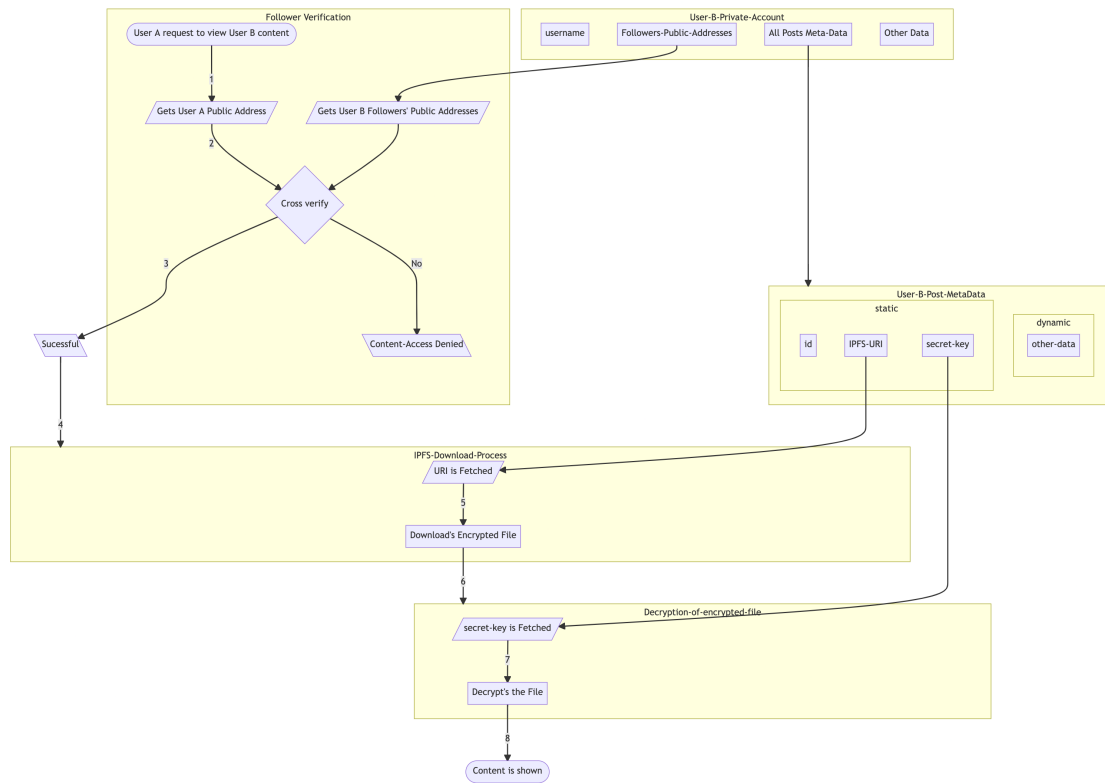 Follower Verification
User A request to view User B content
1
Gets User A Public Address
Gets User B Followers' Public Addresses
2
Cross verify
3
No
Sucessful
Content-Access Denied
4
User-B-Private-Account
username
Followers-Public-Addresses
All Posts Meta-Data
Other Data
User-B-Post-MetaData
static
id
IPFS-URI
secret-key
dynamic
other-data
IPFS-Download-Process
URI is Fetched
5
Download's Encrypted File
6
Decryption-of-encrypted-file
secret-key is Fetched
7
Decrypt's the File
8
Content is shown